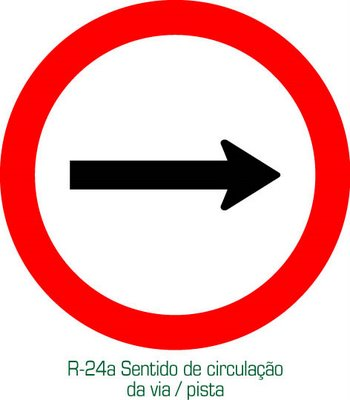 R-24a Sentido de circulação
da via / pista